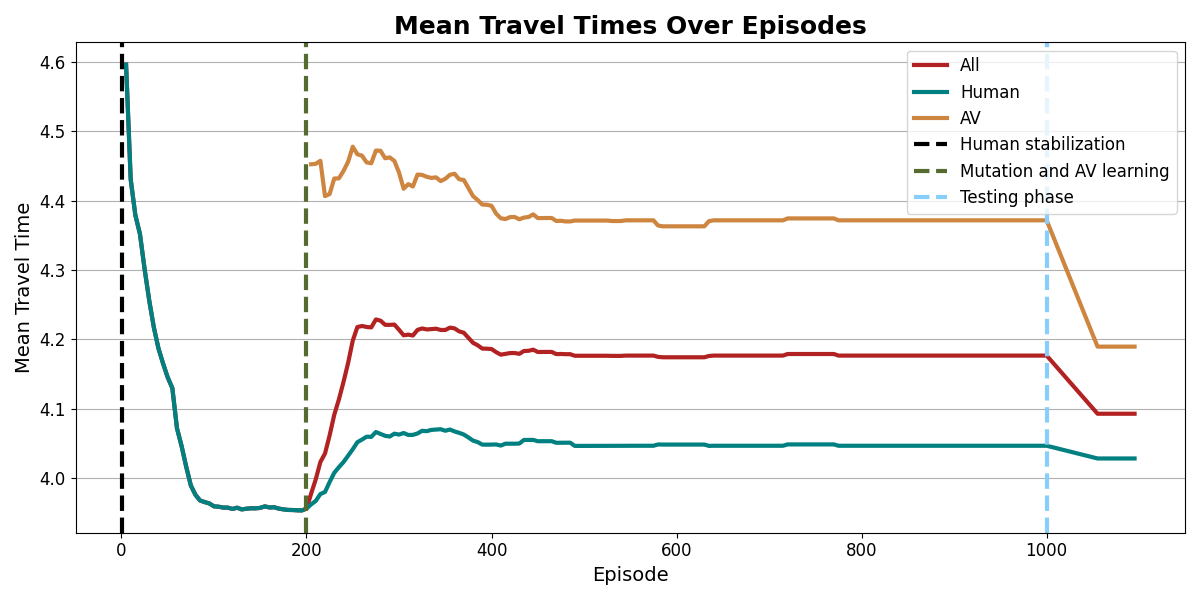 Mean Travel Times Over Episodes
Mean Travel Time
4.6
4.5
4.4
4.3
4.2
4.1
4.0
0
200
400
600
800
1000
Episode
All
Human
AV
Human stabilization
Mutation and AV learning
Testing phase